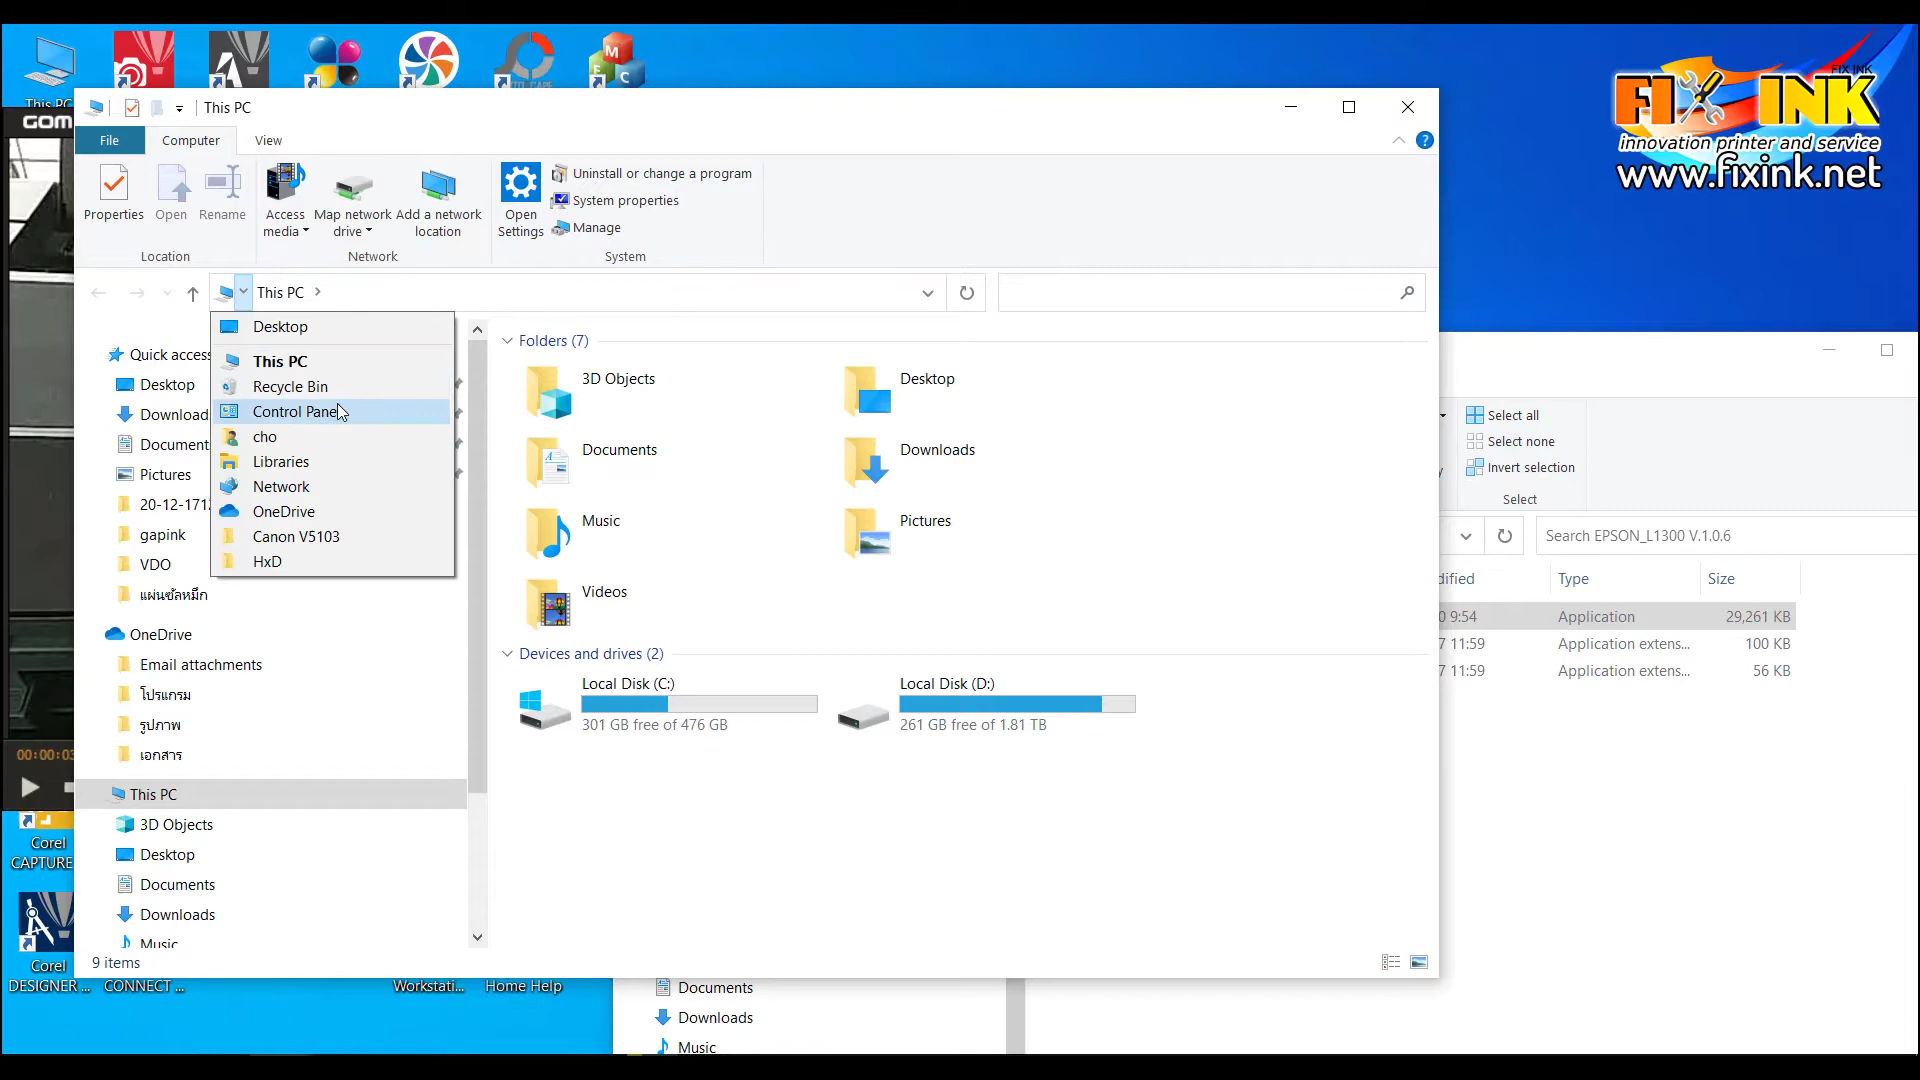 This PC
FIX INK
FIX INK
innovation printer and service
www.fixink.net
GOM
This PC
File
Computer
View
Properties
Open
Rename
Access media
Map network drive
Add a network location
Open Settings
Uninstall or change a program
System properties
Manage
Location
Network
System
This PC
Desktop
This PC
Recycle Bin
Control Pane
cho
Libraries
Network
OneDrive
Canon V5103
HxD
Quick access
Desktop
Download
Document
Pictures
20-12-171
gapink
VDO
แผ่นซัลหมึก
OneDrive
Email attachments
โปรแกรม
รูปภาพ
เอกสาร
This PC
3D Objects
Desktop
Documents
Downloads
Music
9 items
Folders (7)
3D Objects
Desktop
Documents
Downloads
Music
Pictures
Videos
Devices and drives (2)
Local Disk (C:)
301 GB free of 476 GB
Local Disk (D:)
261 GB free of 1.81 TB
Select all
Select none
Invert selection
Select
Search EPSON_L1300 V.1.0.6
dified
Type
Size
0 9:54
Application
29,261 KB
7 11:59
Application extens...
100 KB
7 11:59
Application extens...
56 KB
00:00:03
Corel
CAPTURE
Corel
DESIGNER ...
CONNECT ...
Workstati...
Home Help
Documents
Downloads
Music